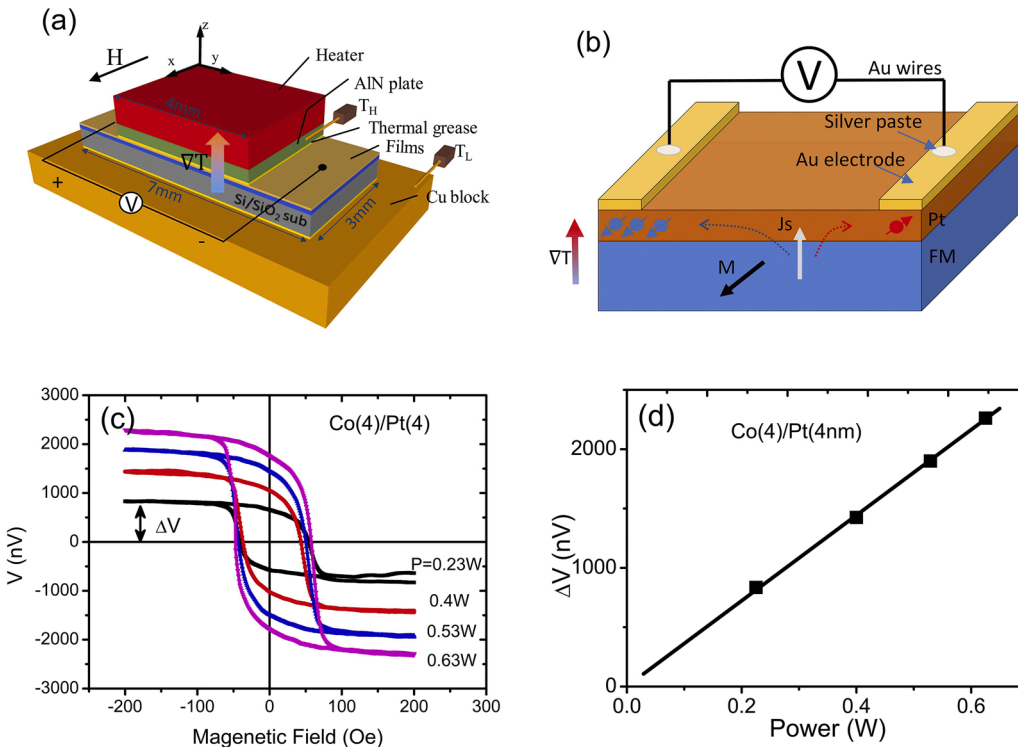 (a)
z
x
y
H
Heater
AlN plate
T_H
Thermal grease
Films
T_L
Cu block
4mm
∇T
7mm
3mm
Si/SiO₂ sub
+
V
-
(b)
V
Au wires
Silver paste
Au electrode
Js
Pt
FM
∇T
M
(c)
Co(4)/Pt(4)
3000
2000
1000
0
-1000
-2000
-3000
V (nV)
ΔV
P=0.23W
0.4W
0.53W
0.63W
-200
-100
0
100
200
300
Magenetic Field (Oe)
(d)
Co(4)/Pt(4nm)
2000
1000
0
ΔV (nV)
0.0
0.2
0.4
0.6
Power (W)